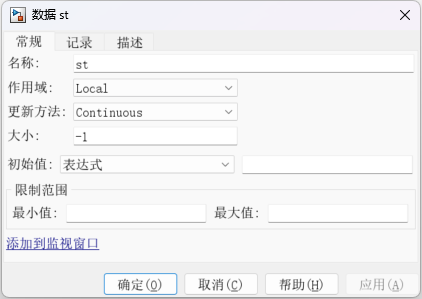 数据 st
常规 记录 描述
名称: st
作用域: Local
更新方法: Continuous
大小: -1
初始值: 表达式
限制范围
最小值: 最大值:
添加到监视窗口
确定(O) 取消(C) 帮助(H) 应用(A)